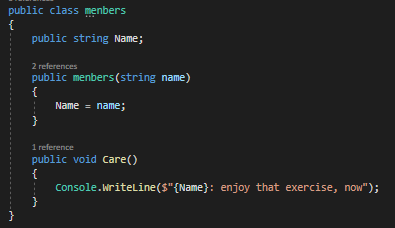 public class menbers
{
public string Name;
2 references
public menbers(string name)
{
Name = name;
}
1 reference
public void Care()
{
Console.WriteLine($"{Name}: enjoy that exercise, now");
}
}